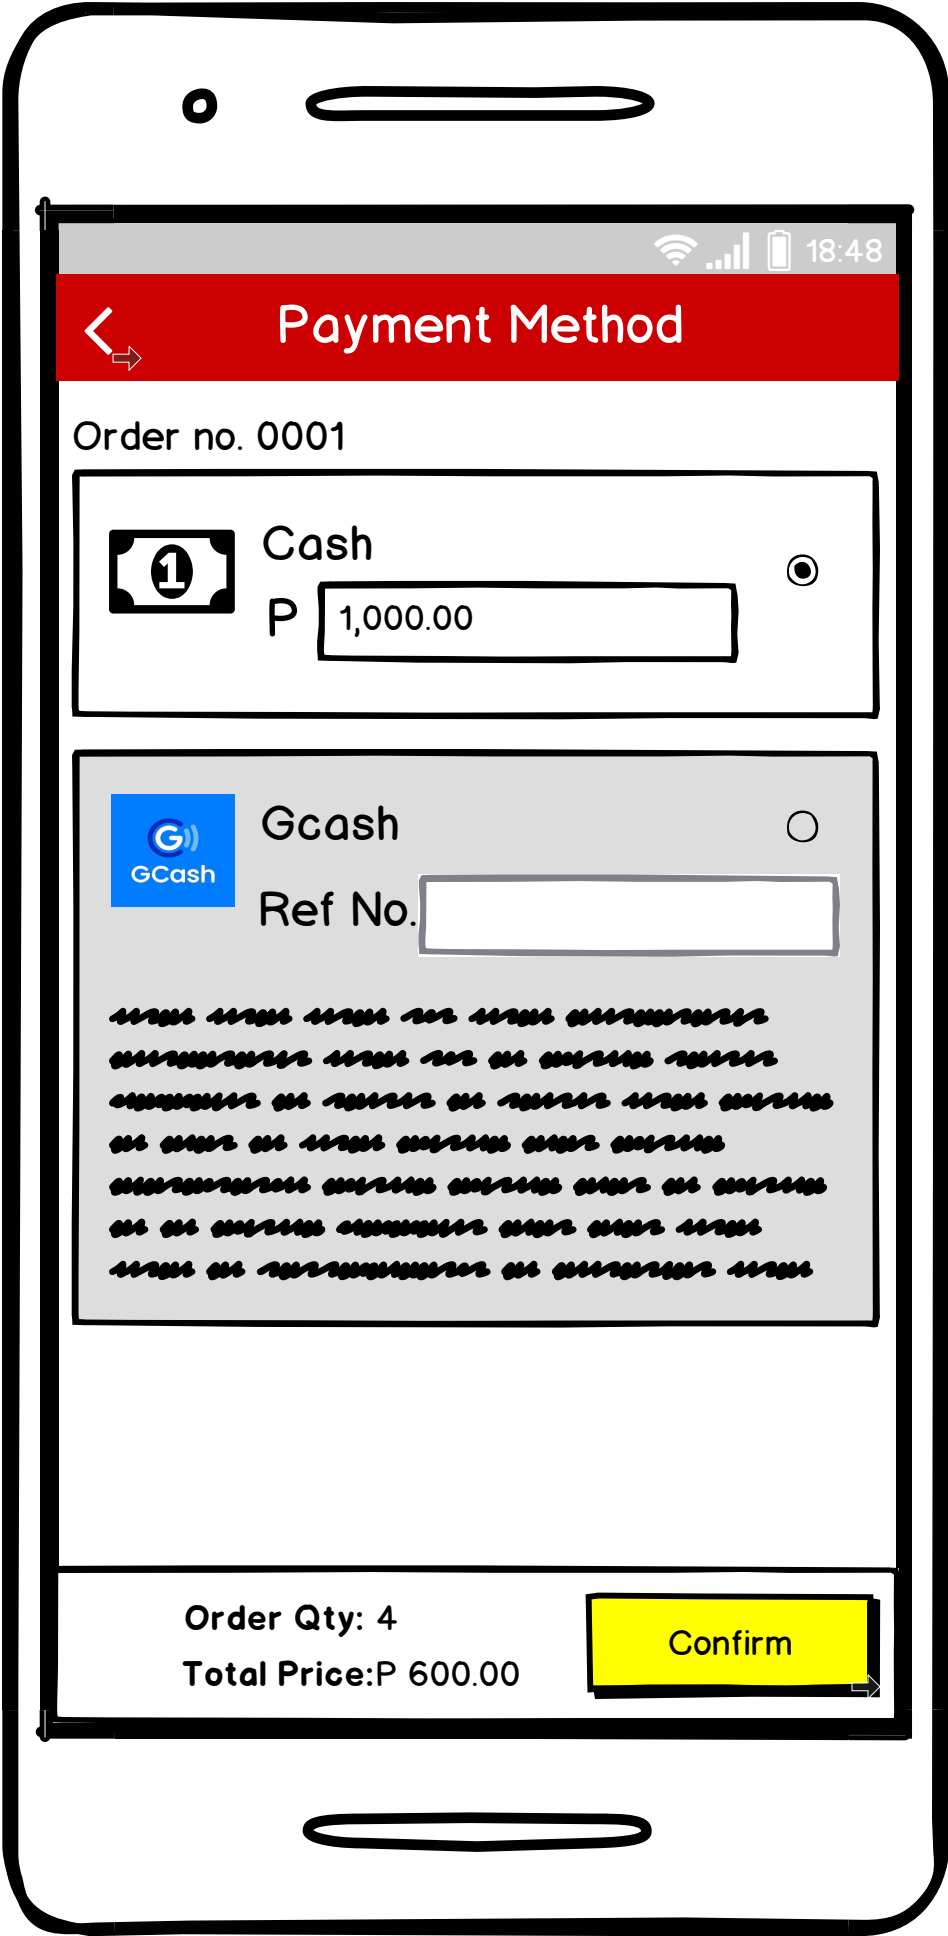 18:48
Payment Method
Order no. 0001
1
Cash
P 1,000.00
G
GCash
Gcash
Ref No.
Order Qty: 4
Total Price:P 600.00
Confirm